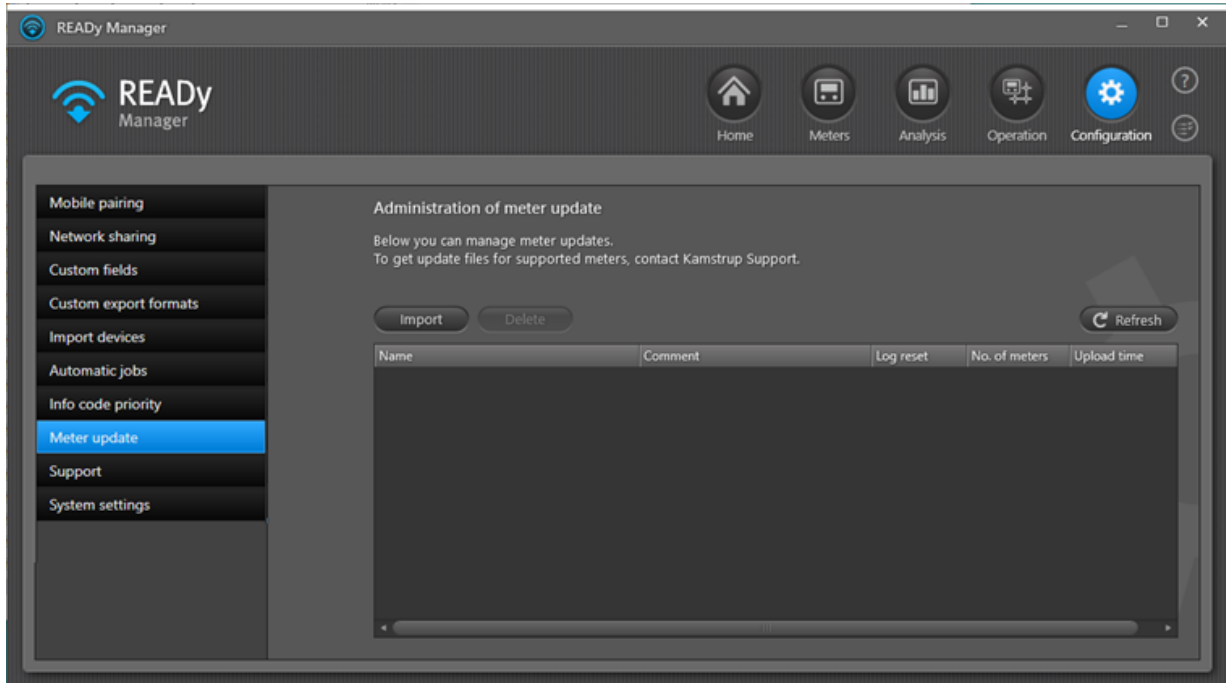 READy Manager
READy
Manager
Home
Meters
Analysis
Operation
Configuration
?
Mobile pairing
Network sharing
Custom fields
Custom export formats
Import devices
Automatic jobs
Info code priority
Meter update
Support
System settings
Administration of meter update
Below you can manage meter updates.
To get update files for supported meters, contact Kamstrup Support.
Import
Delete
Refresh
Name
Comment
Log reset
No. of meters
Upload time